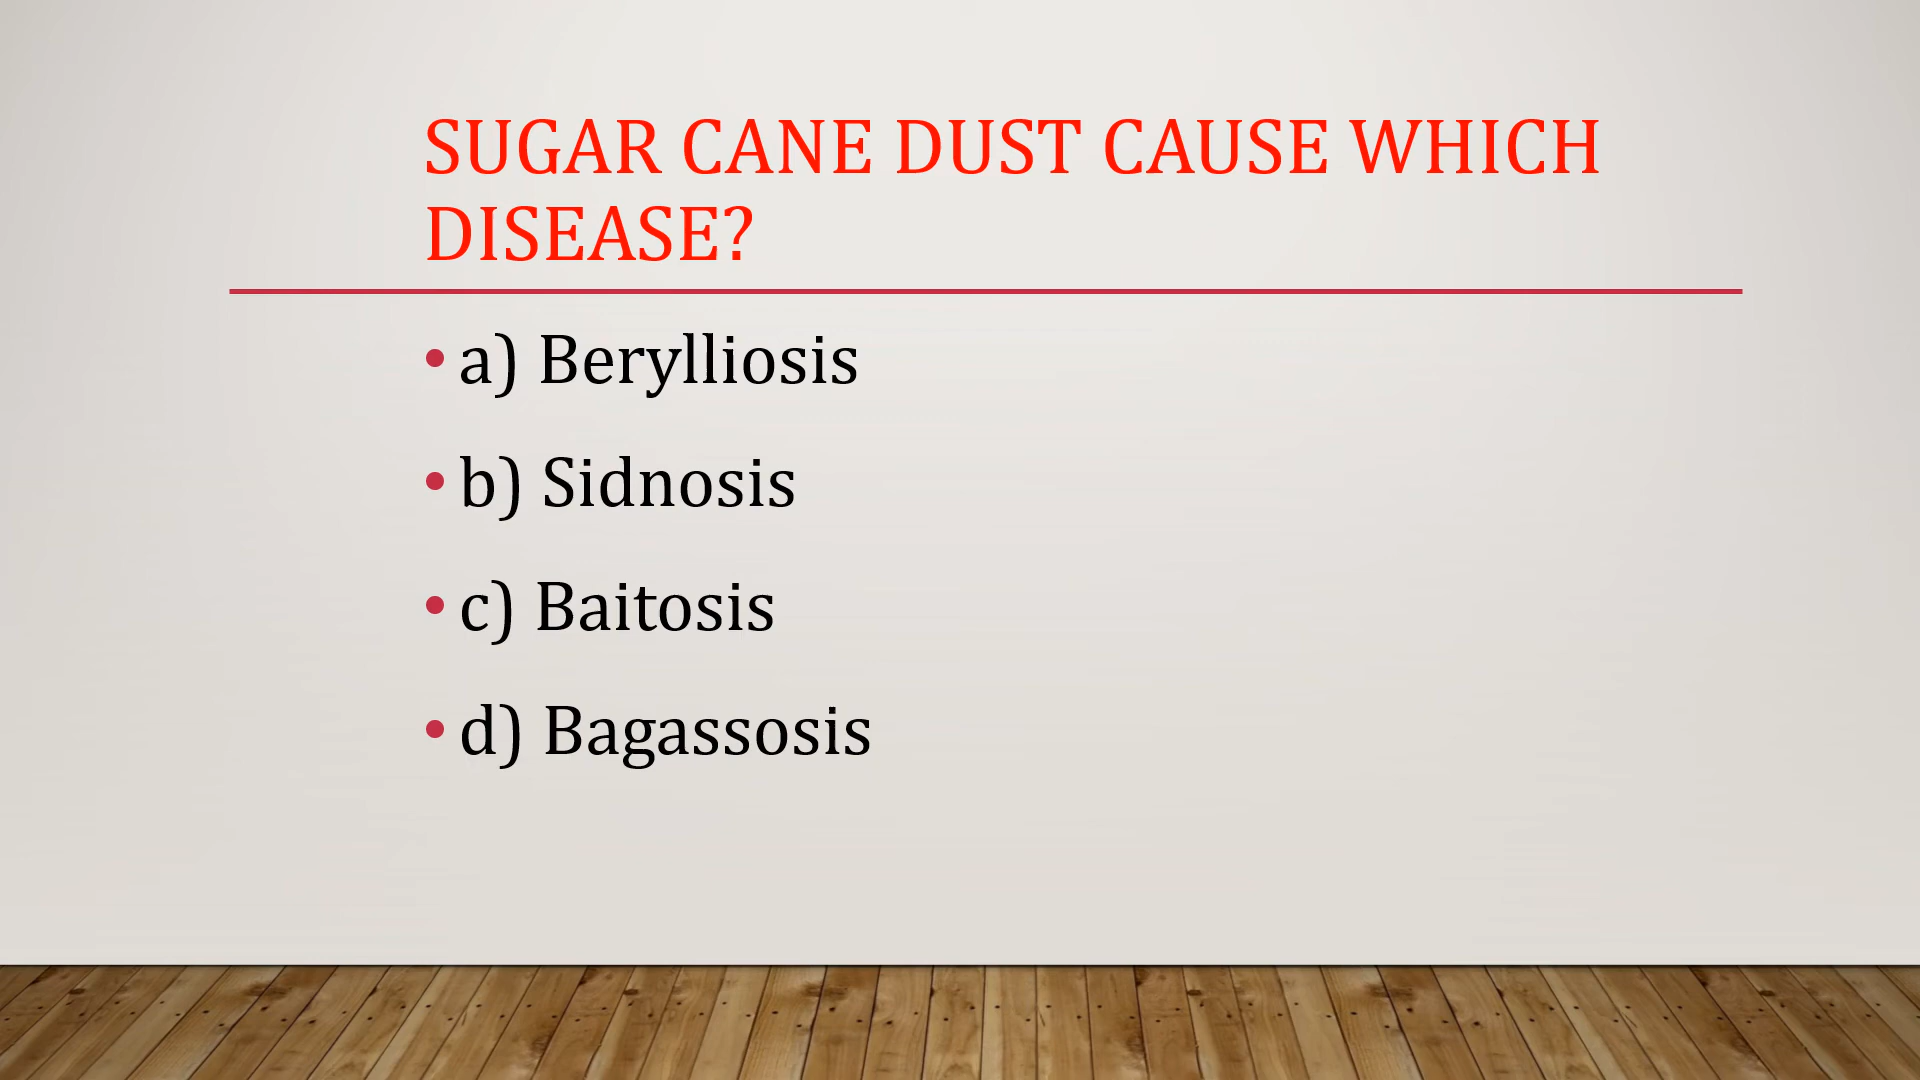 SUGAR CANE DUST CAUSE WHICH
DISEASE?
• a) Berylliosis
• b) Sidnosis
• c) Baitosis
• d) Bagassosis